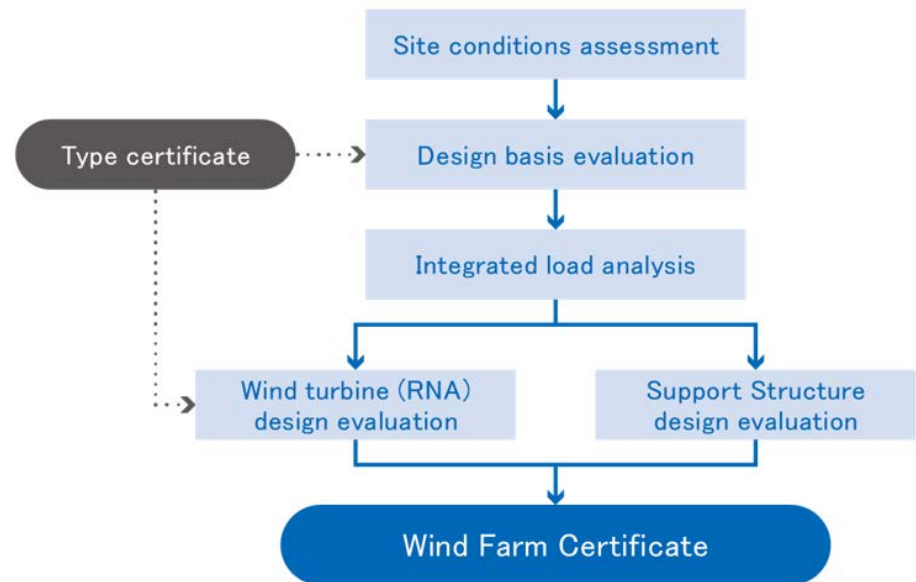 Site conditions assessment
Type certificate
Design basis evaluation
Integrated load analysis
Wind turbine (RNA)
design evaluation
Support Structure
design evaluation
Wind Farm Certificate